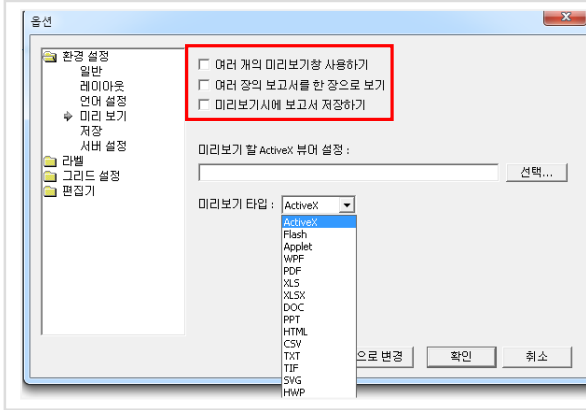 옵션
환경 설정
일반
레이아웃
언어 설정
미리 보기
저장
서버 설정
라벨
그리드 설정
편집기
여러 개의 미리보기창 사용하기
여러 장의 보고서를 한 장으로 보기
미리보기시에 보고서 저장하기
미리보기 할 ActiveX 뷰어 설정 :
선택...
미리보기 타입 : ActiveX
ActiveX
Flash
Applet
WPF
PDF
XLS
XLSX
DOC
PPT
HTML
CSV
TXT
TIF
SVG
HWP
으로 변경
확인
취소